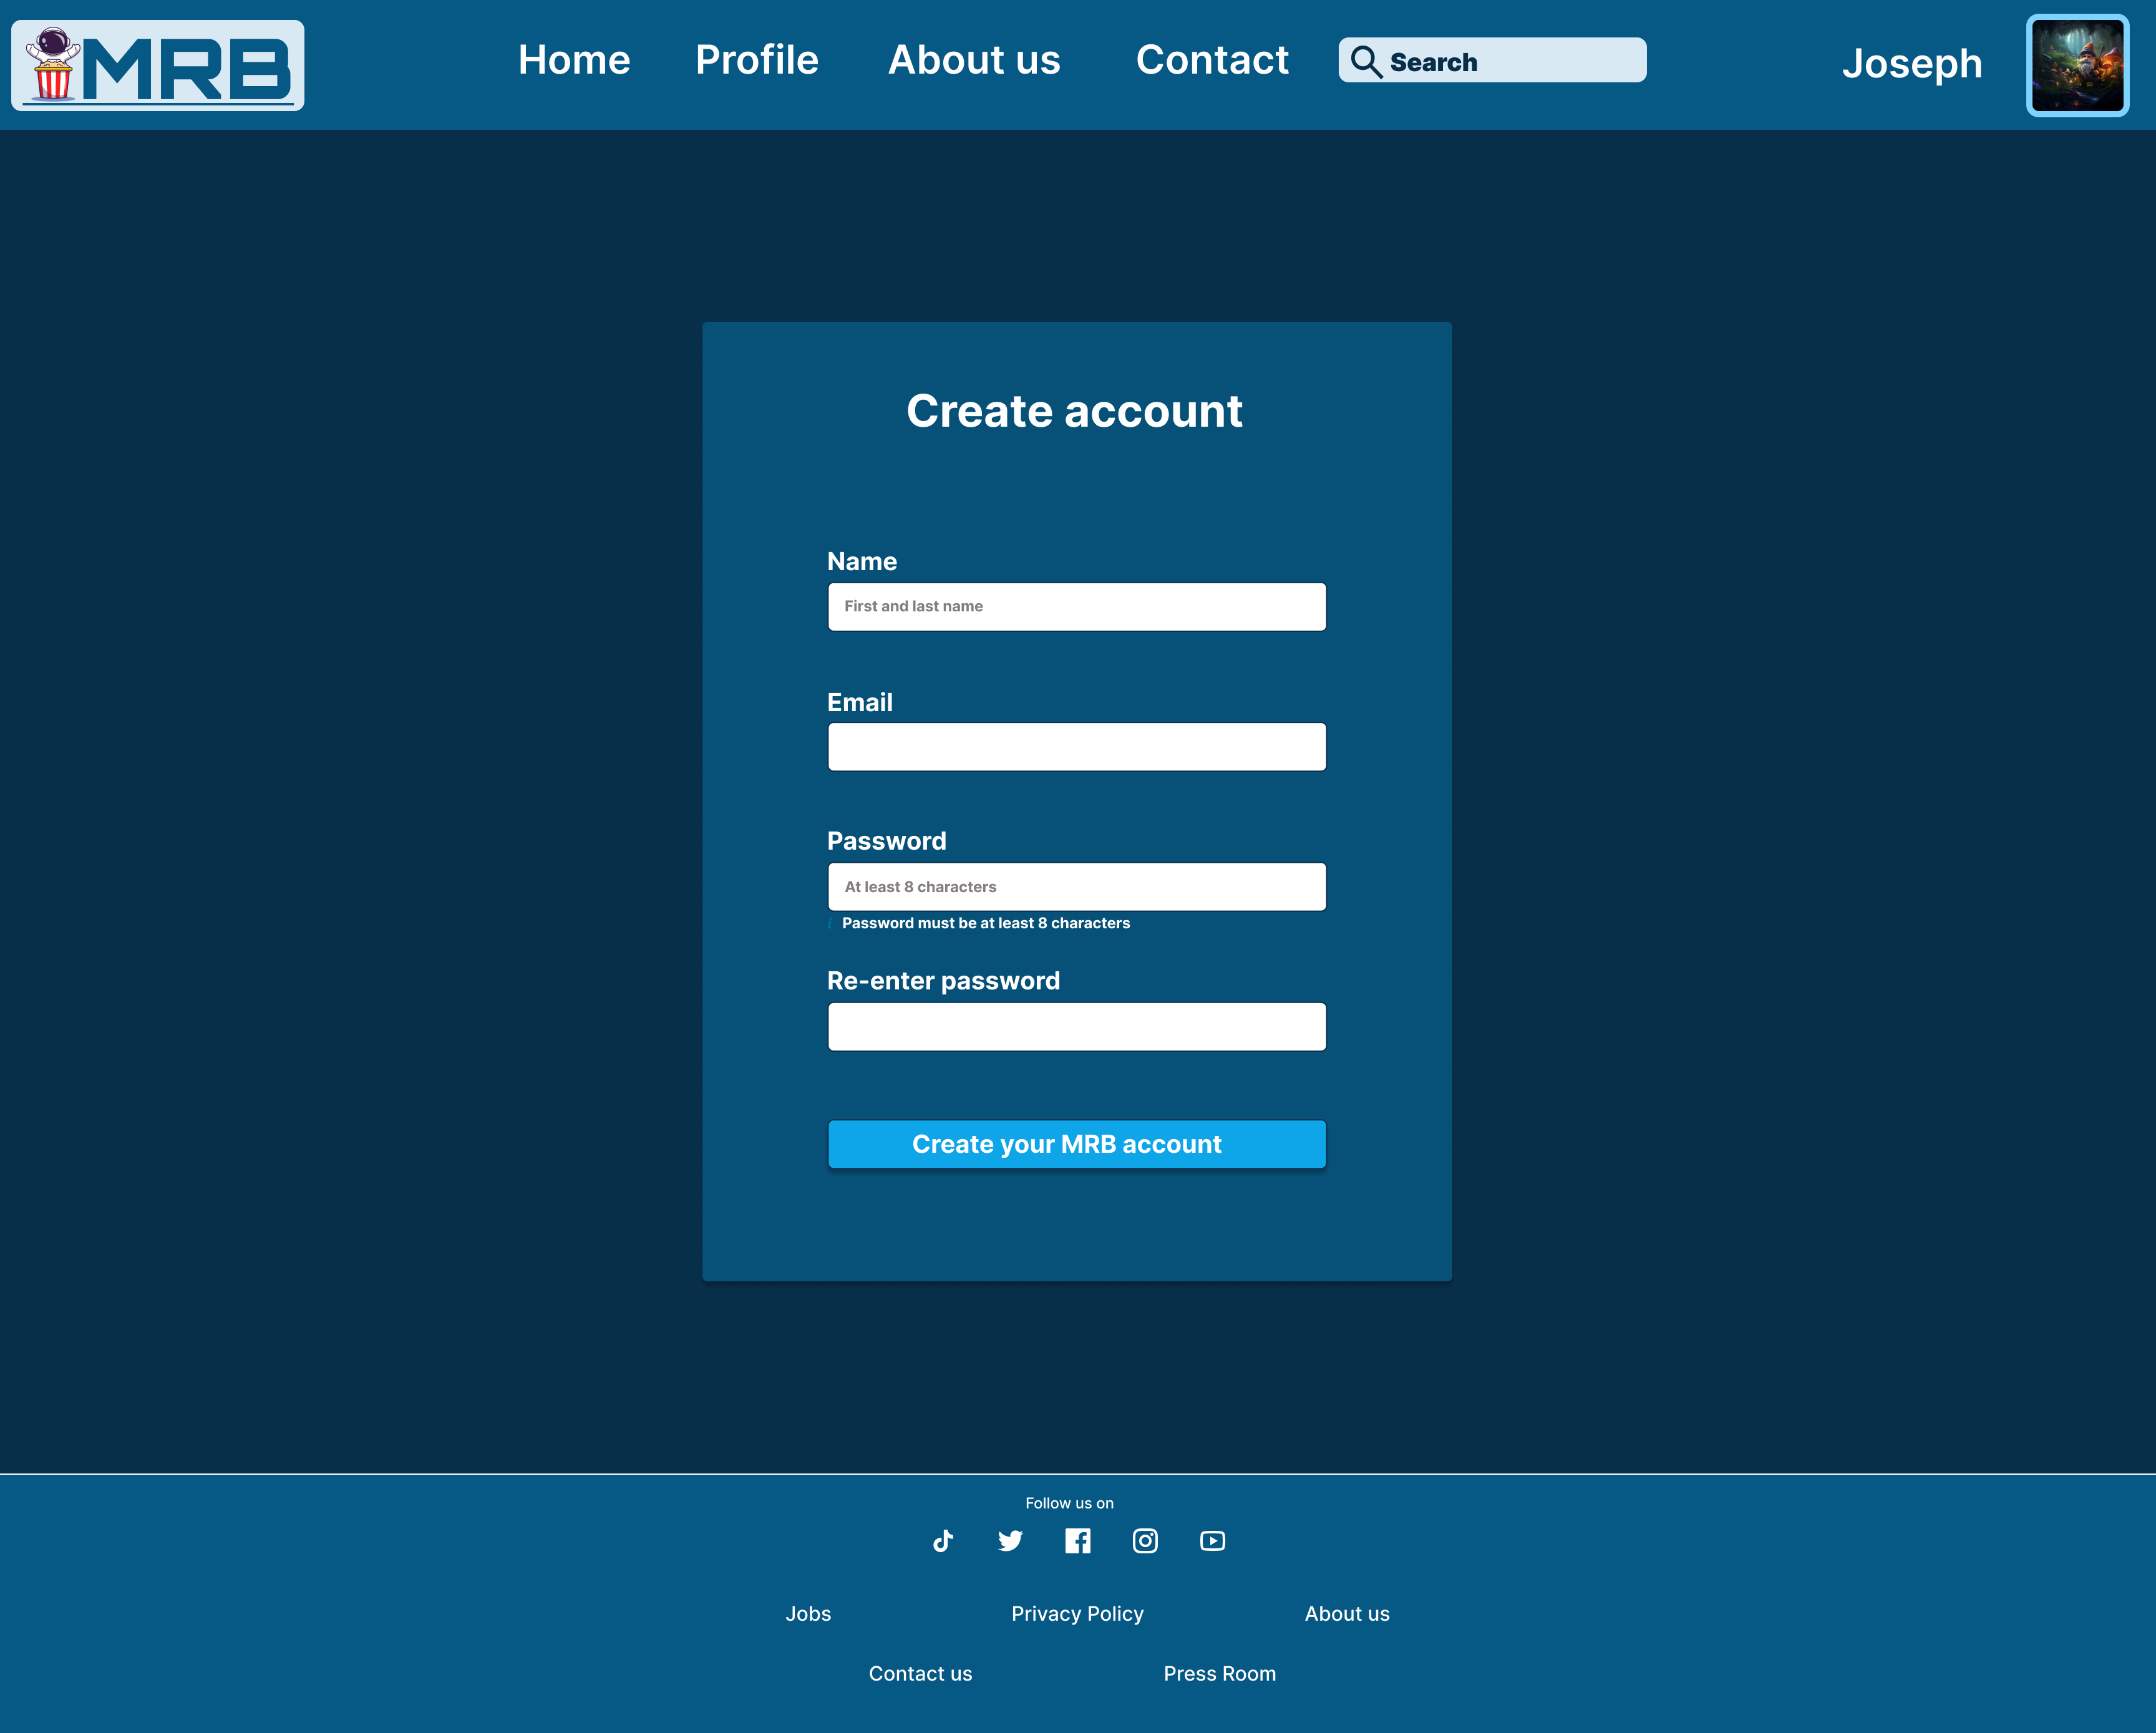 MRB
Home
Profile
About us
Contact
Search
Joseph
Create account
Name
First and last name
Email
Password
At least 8 characters
i Password must be at least 8 characters
Re-enter password
Create your MRB account
Follow us on
Jobs
Privacy Policy
About us
Contact us
Press Room